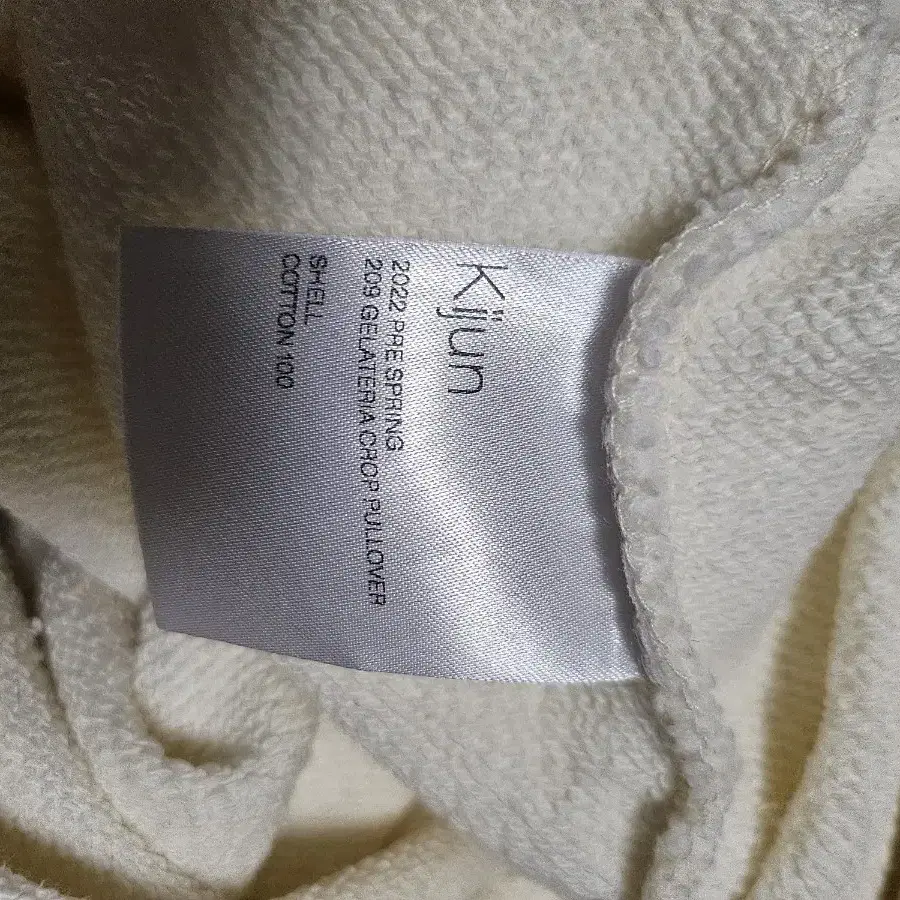 Kijun
2022 PRE SPRING
209 GELATERIA CROP PULLOVER
SHELL
COTTON 100